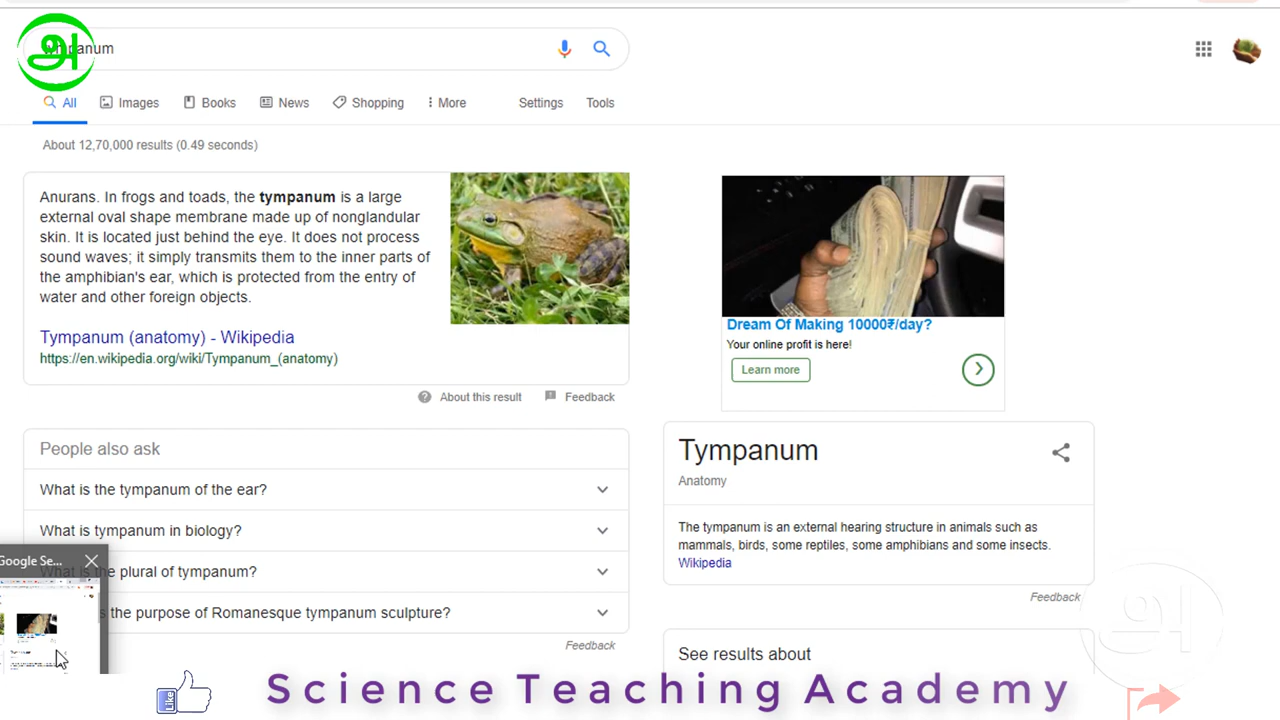 அ
ympanum
All
Images
Books
News
Shopping
More
Settings
Tools
About 12,70,000 results (0.49 seconds)
Anurans. In frogs and toads, the tympanum is a large
external oval shape membrane made up of nonglandular
skin. It is located just behind the eye. It does not process
sound waves; it simply transmits them to the inner parts of
the amphibian's ear, which is protected from the entry of
water and other foreign objects.
Tympanum (anatomy) - Wikipedia
https://en.wikipedia.org/wiki/Tympanum_(anatomy)
About this result
Feedback
Dream Of Making 10000₹/day?
Your online profit is here!
Learn more
People also ask
What is the tympanum of the ear?
What is tympanum in biology?
the plural of tympanum?
the purpose of Romanesque tympanum sculpture?
Feedback
Google Se...
Tympanum
Anatomy
The tympanum is an external hearing structure in animals such as
mammals, birds, some reptiles, some amphibians and some insects.
Wikipedia
Feedback
அ
See results about
Science Teaching Academy